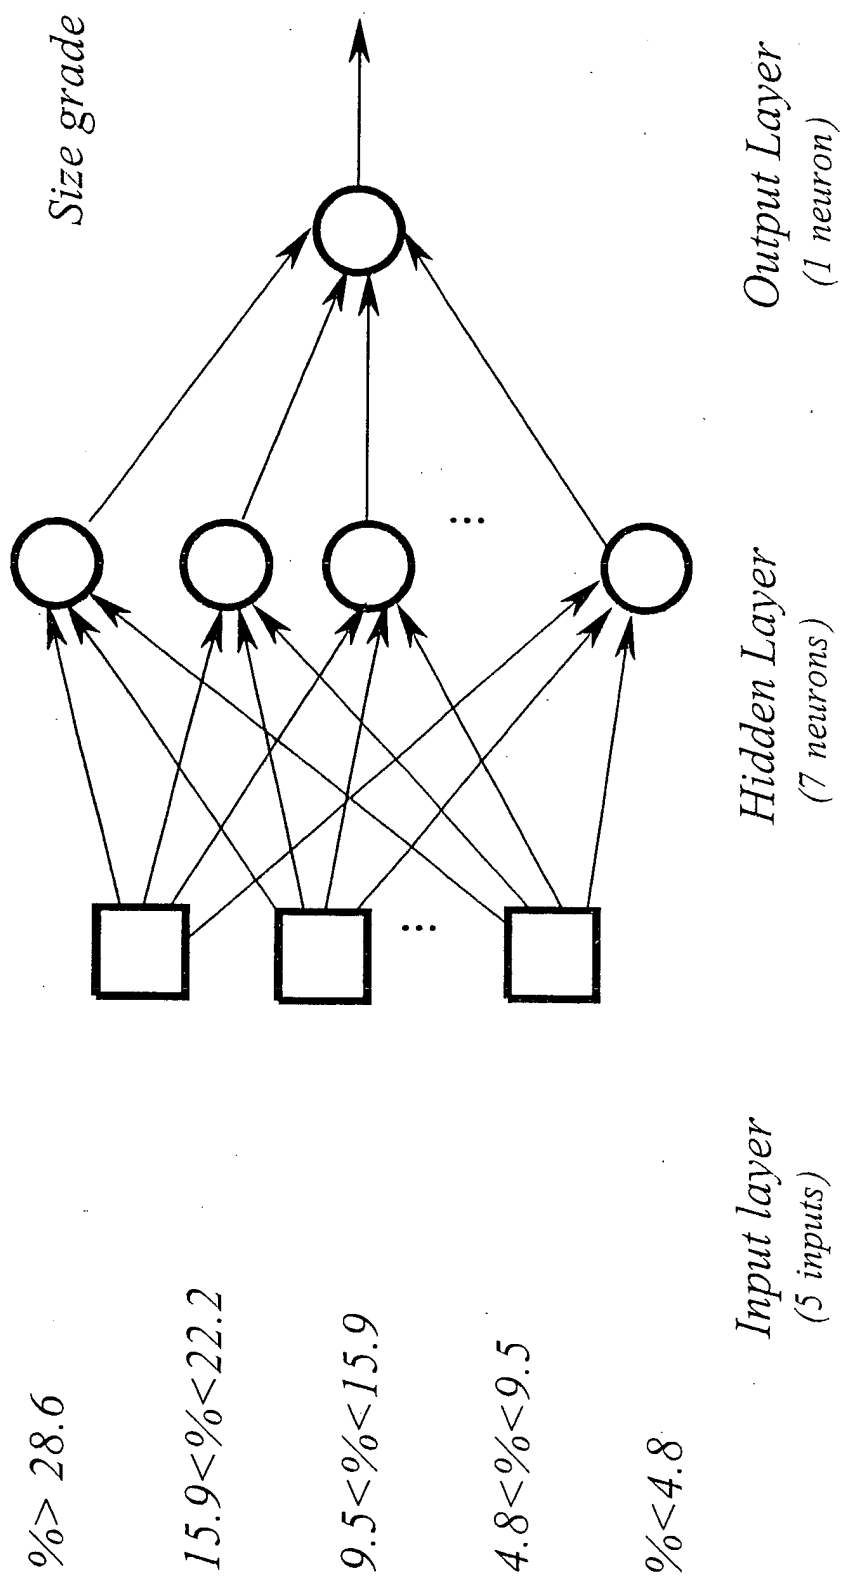 %> 28.6
15.9<%<22.2
9.5<%<15.9
4.8<%<9.5
%<4.8
Size grade
...
...
Input layer
(5 inputs)
Hidden Layer
(7 neurons)
Output Layer
(1 neuron)